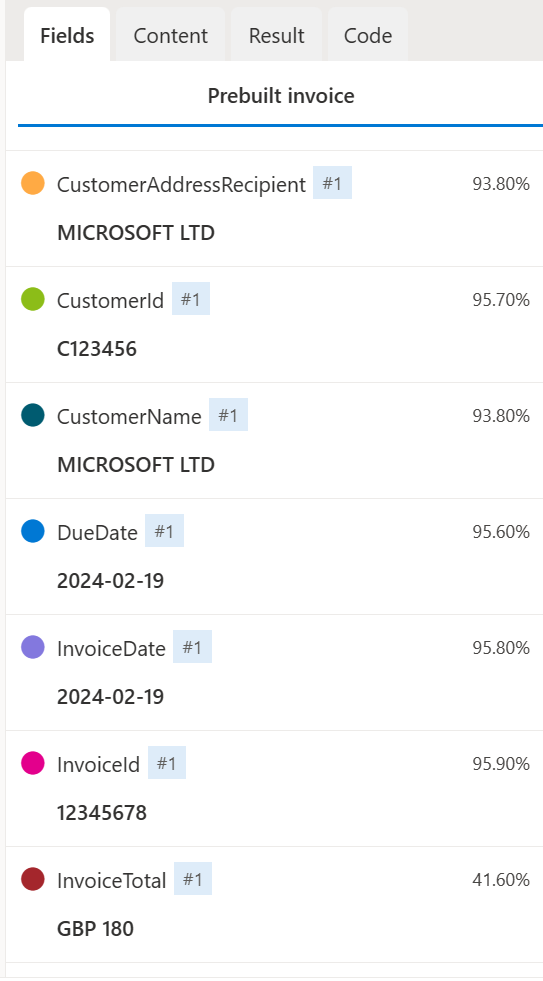 Fields Content Result Code
Prebuilt invoice
CustomerAddressRecipient #1 93.80%
MICROSOFT LTD
CustomerId #1 95.70%
C123456
CustomerName #1 93.80%
MICROSOFT LTD
DueDate #1 95.60%
2024-02-19
InvoiceDate #1 95.80%
2024-02-19
InvoiceId #1 95.90%
12345678
InvoiceTotal #1 41.60%
GBP 180